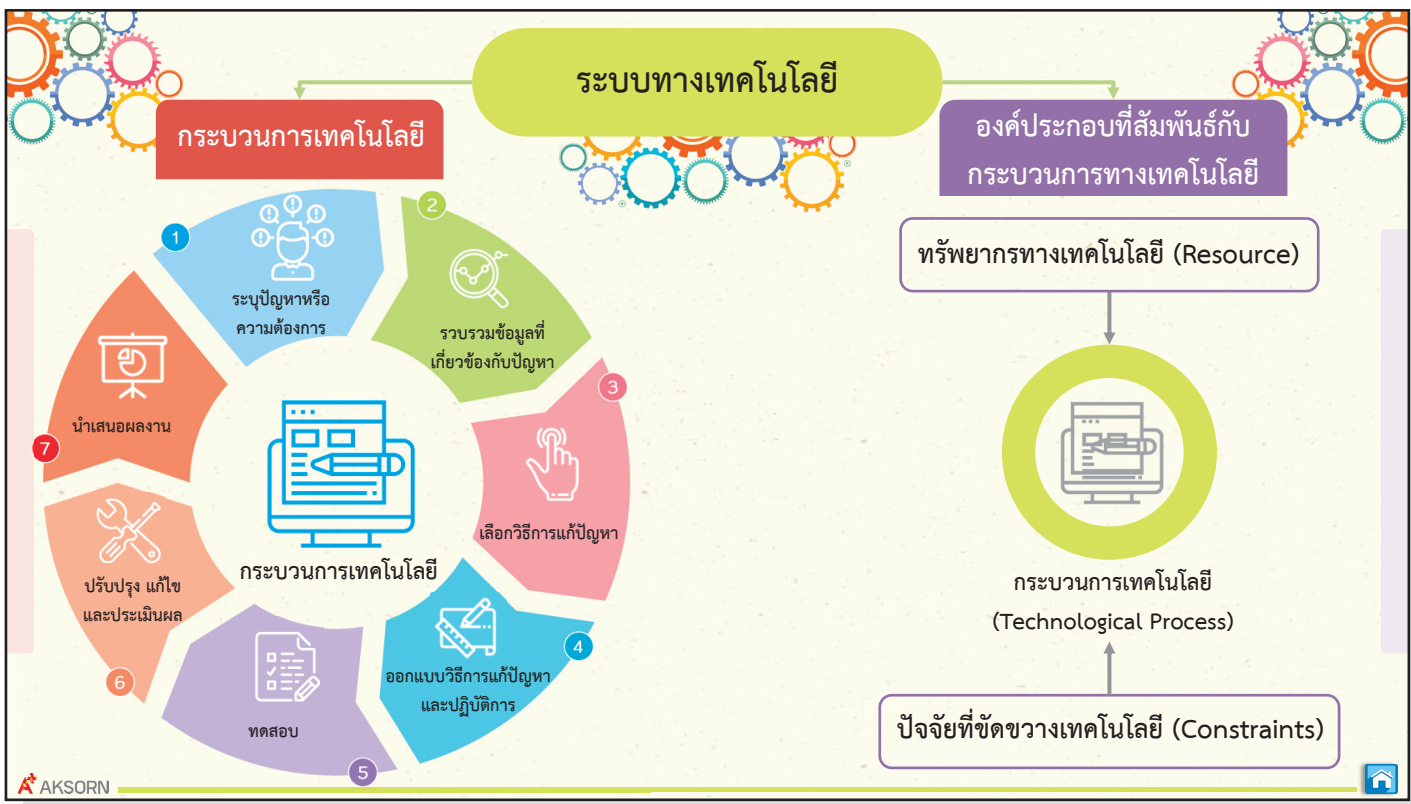 ระบบทางเทคโนโลยี
กระบวนการเทคโนโลยี
1
ระบุปัญหาหรือ
ความต้องการ
2
รวบรวมข้อมูลที่
เกี่ยวข้องกับปัญหา
3
เลือกวิธีการแก้ปัญหา
4
ออกแบบวิธีการแก้ปัญหา
และปฏิบัติการ
5
ทดสอบ
6
ปรับปรุง แก้ไข
และประเมินผล
7
นำเสนอผลงาน
กระบวนการเทคโนโลยี
องค์ประกอบที่สัมพันธ์กับ
กระบวนการทางเทคโนโลยี
ทรัพยากรทางเทคโนโลยี (Resource)
กระบวนการเทคโนโลยี
(Technological Process)
ปัจจัยที่ขัดขวางเทคโนโลยี (Constraints)
AKSORN